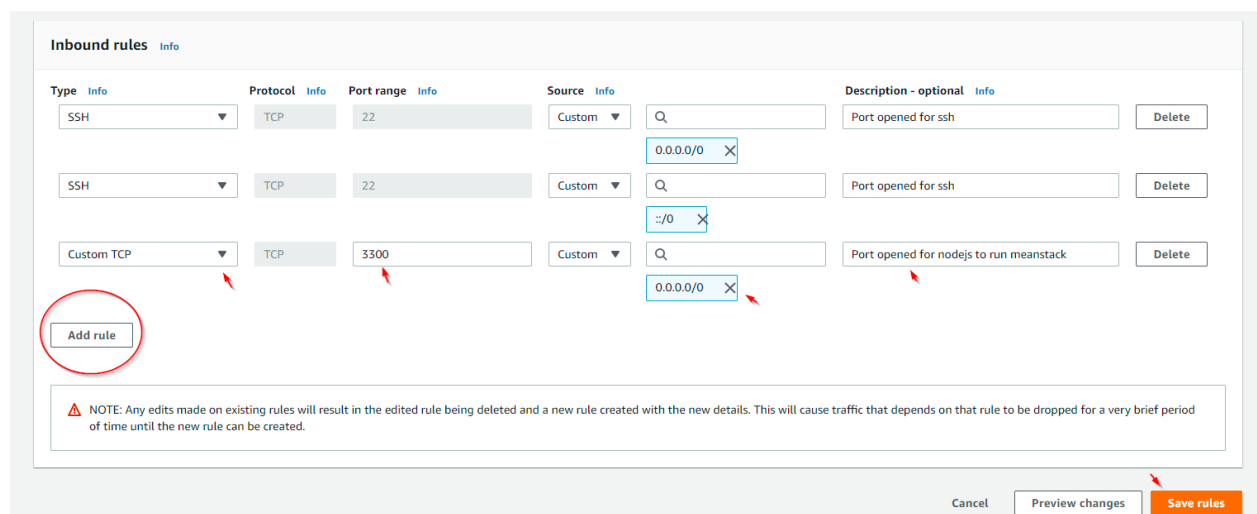 Inbound rules Info
Type Info Protocol Info Port range Info Source Info Description - optional Info
SSH TCP 22 Custom Port opened for ssh Delete
0.0.0.0/0
SSH TCP 22 Custom Port opened for ssh Delete
::/0
Custom TCP TCP 3300 Custom Port opened for nodejs to run meanstack Delete
0.0.0.0/0
Add rule
NOTE: Any edits made on existing rules will result in the edited rule being deleted and a new rule created with the new details. This will cause traffic that depends on that rule to be dropped for a very brief period
of time until the new rule can be created.
Cancel Preview changes Save rules